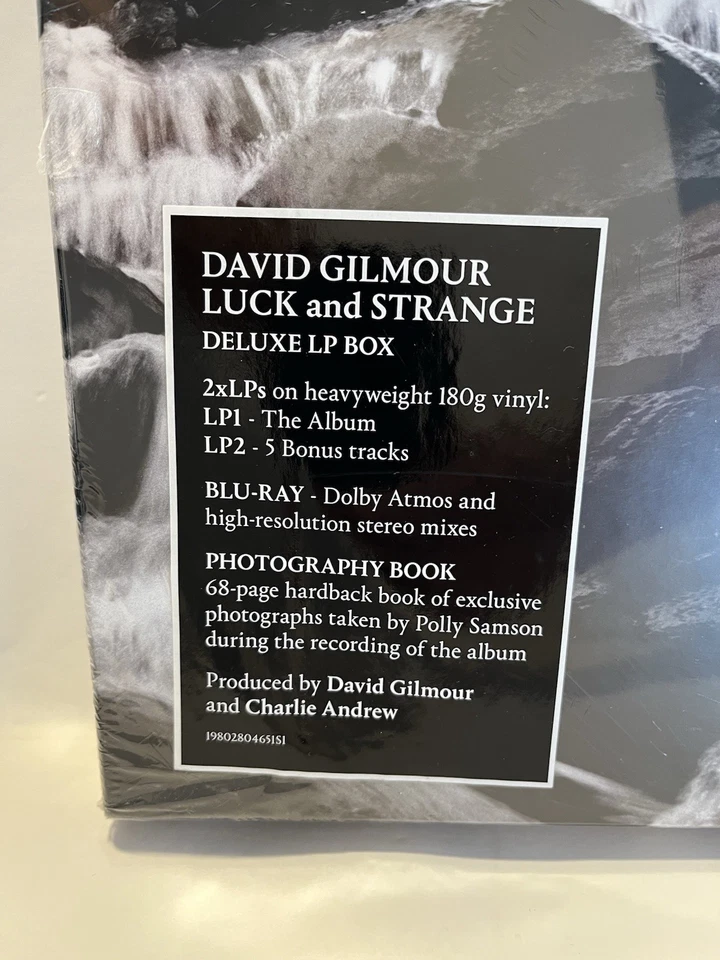 DAVID GILMOUR
LUCK and STRANGE
DELUXE LP BOX
2xLPs on heavyweight 180g vinyl:
LP1 - The Album
LP2 - 5 Bonus tracks
BLU-RAY - Dolby Atmos and
high-resolution stereo mixes
PHOTOGRAPHY BOOK
68-page hardback book of exclusive
photographs taken by Polly Samson
during the recording of the album
Produced by David Gilmour
and Charlie Andrew
19802804651S1